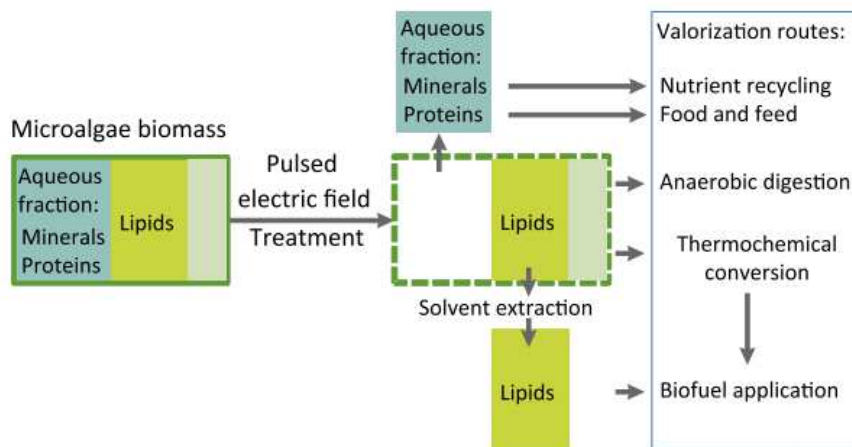 Microalgae biomass
Aqueous
fraction:
Minerals
Proteins
Lipids
Pulsed
electric field
Treatment
Aqueous
fraction:
Minerals
Proteins
Lipids
Solvent extraction
Lipids
Valorization routes:
Nutrient recycling
Food and feed
Anaerobic digestion
Thermochemical
conversion
Biofuel application